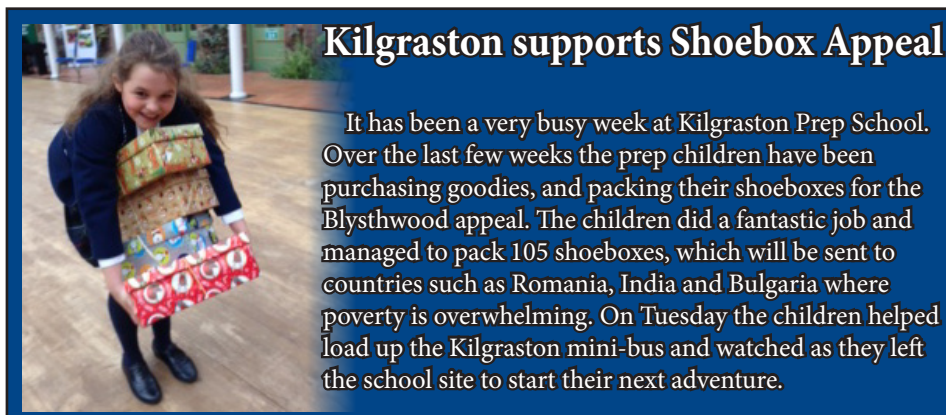 Kilgraston supports Shoebox Appeal
It has been a very busy week at Kilgraston Prep School.
Over the last few weeks the prep children have been
purchasing goodies, and packing their shoeboxes for the
Blysthwood appeal. The children did a fantastic job and
managed to pack 105 shoeboxes, which will be sent to
countries such as Romania, India and Bulgaria where
poverty is overwhelming. On Tuesday the children helped
load up the Kilgraston mini-bus and watched as they left
the school site to start their next adventure.